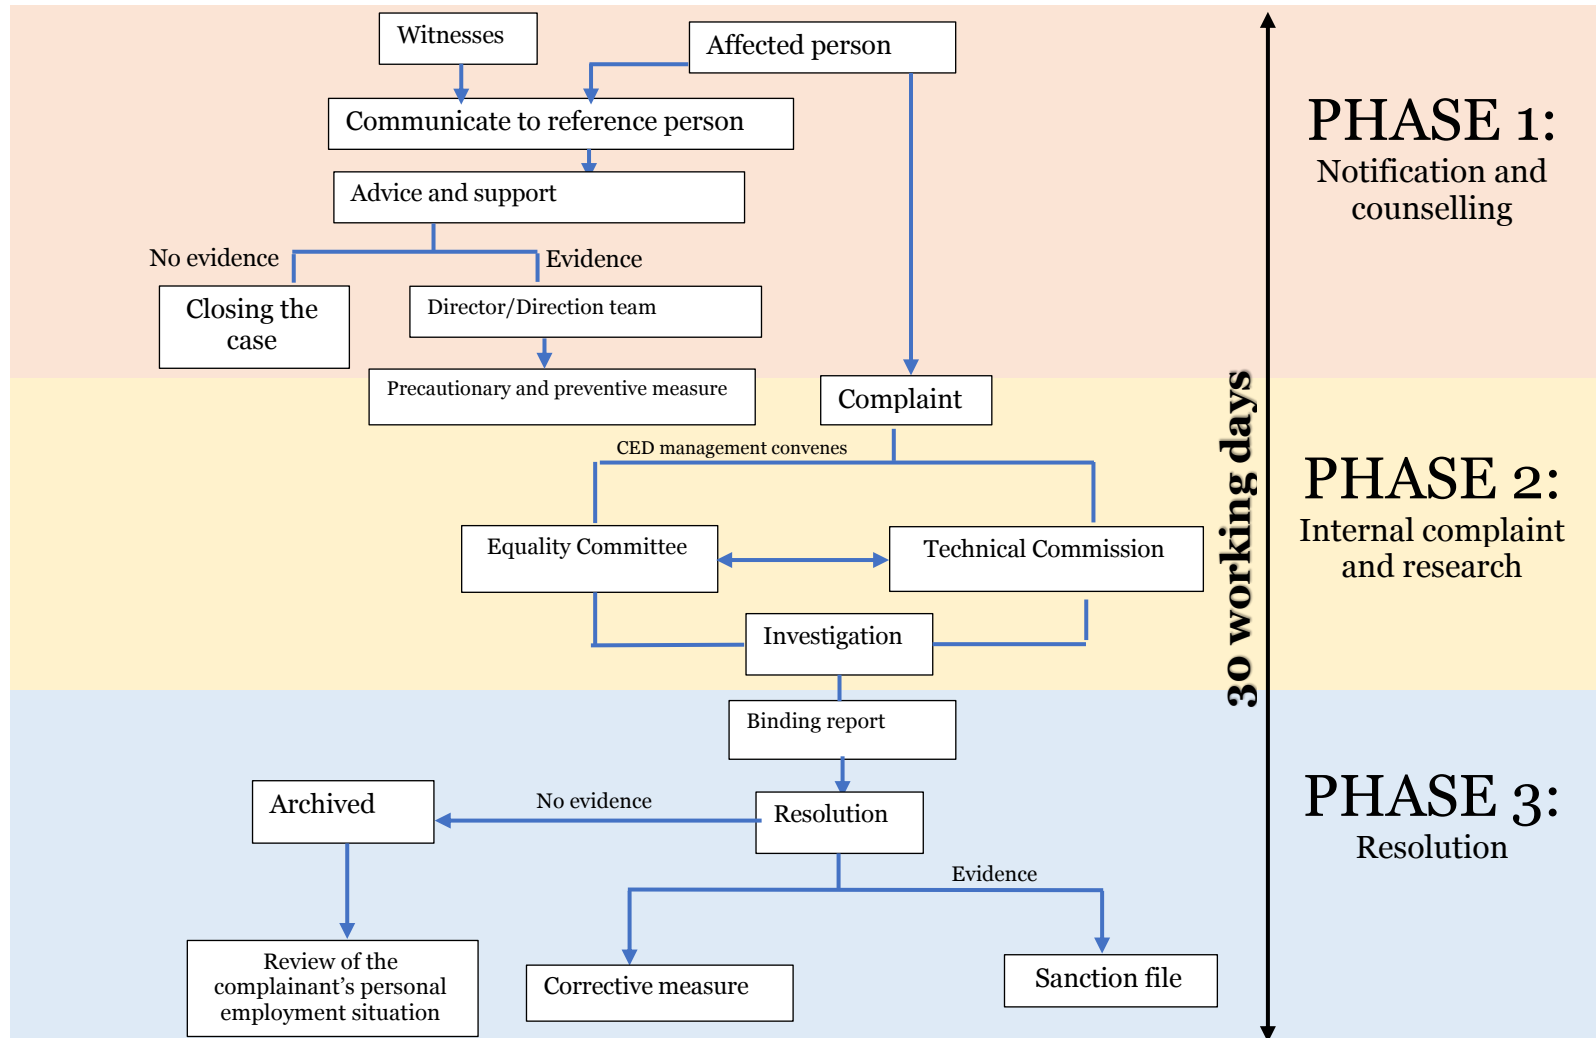 Witnesses
Affected person
Communicate to reference person
Advice and support
No evidence
Evidence
Closing the
case
Director/Direction team
Precautionary and preventive measure
Complaint
PHASE 1:
Notification and
counselling
CED management convenes
Equality Committee
Technical Commission
Investigation
30 working days
PHASE 2:
Internal complaint
and research
Binding report
Archived
No evidence
Resolution
Evidence
Review of the
complainant’s personal
employment situation
Corrective measure
Sanction file
PHASE 3:
Resolution